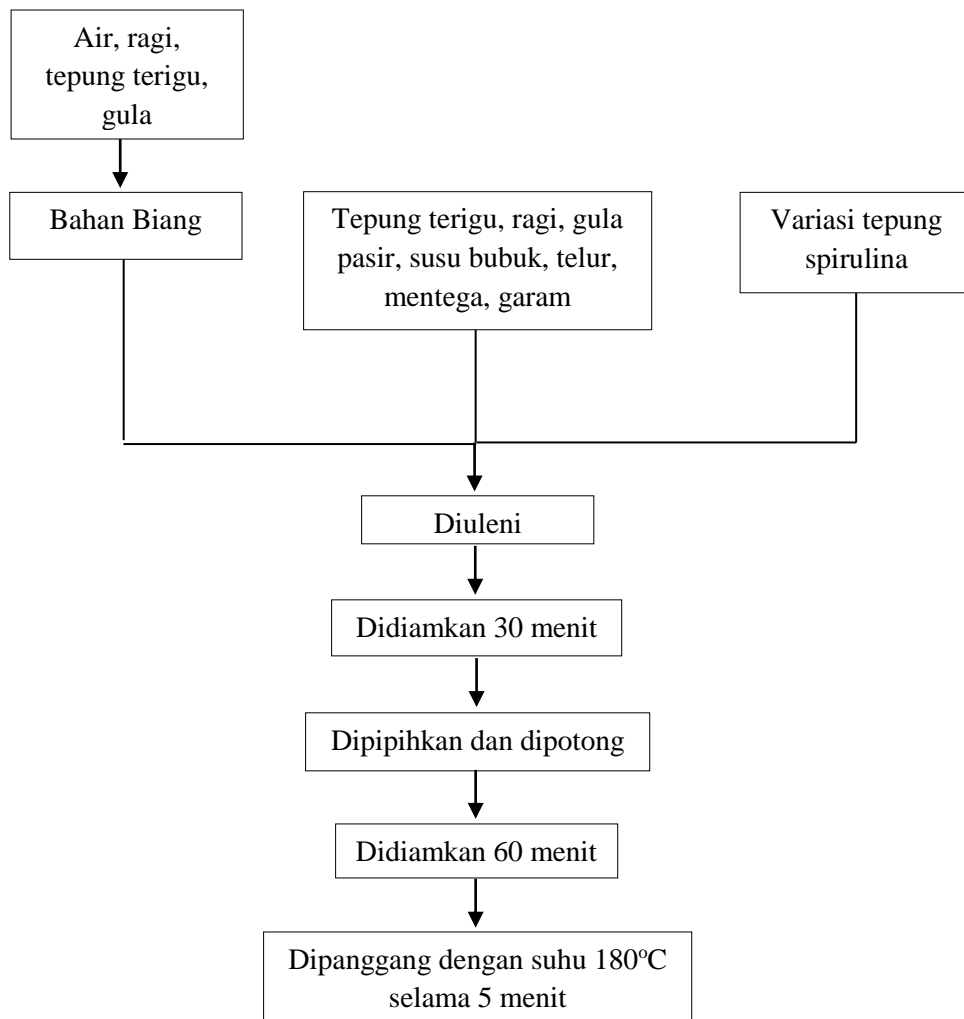 Air, ragi,
tepung terigu,
gula
Bahan Biang
Tepung terigu, ragi, gula
pasir, susu bubuk, telur,
mentega, garam
Variasi tepung
spirulina
Diuleni
Didiamkan 30 menit
Dipipihkan dan dipotong
Didiamkan 60 menit
Dipanggang dengan suhu 180°C
selama 5 menit